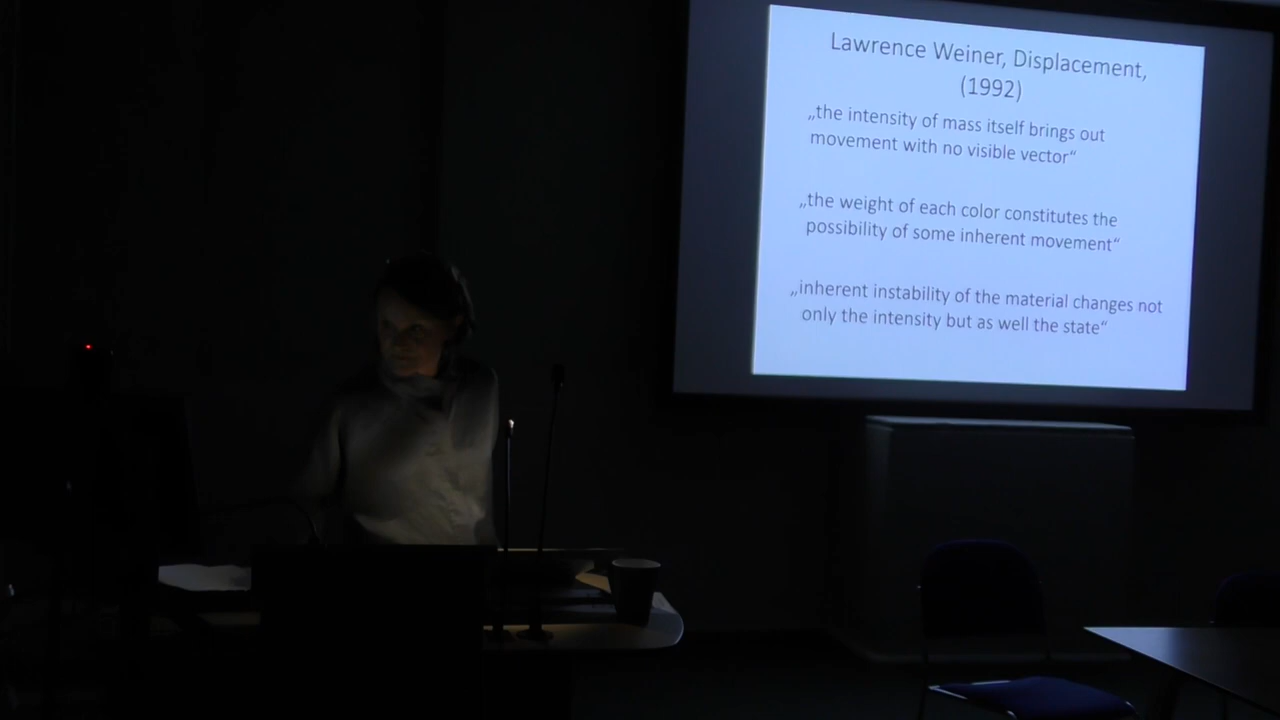 Lawrence Weiner, Displacement,
(1992)
„the intensity of mass itself brings out
movement with no visible vector“
„the weight of each color constitutes the
possibility of some inherent movement“
„inherent instability of the material changes not
only the intensity but as well the state“